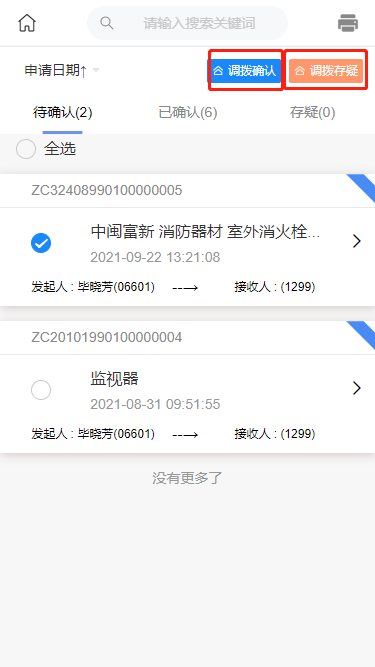 请输入搜索关键词
申请日期↑ 调拨确认 调拨存疑
待确认(2) 已确认(6) 存疑(0)
全选
ZC32408990100000005
中闽富新 消防器材 室外消火栓...
2021-09-22 13:21:08
发起人 : 毕晓芳(06601) ---→ 接收人 : (1299)
ZC20101990100000004
监视器
2021-08-31 09:51:55
发起人 : 毕晓芳(06601) ---→ 接收人 : (1299)
没有更多了